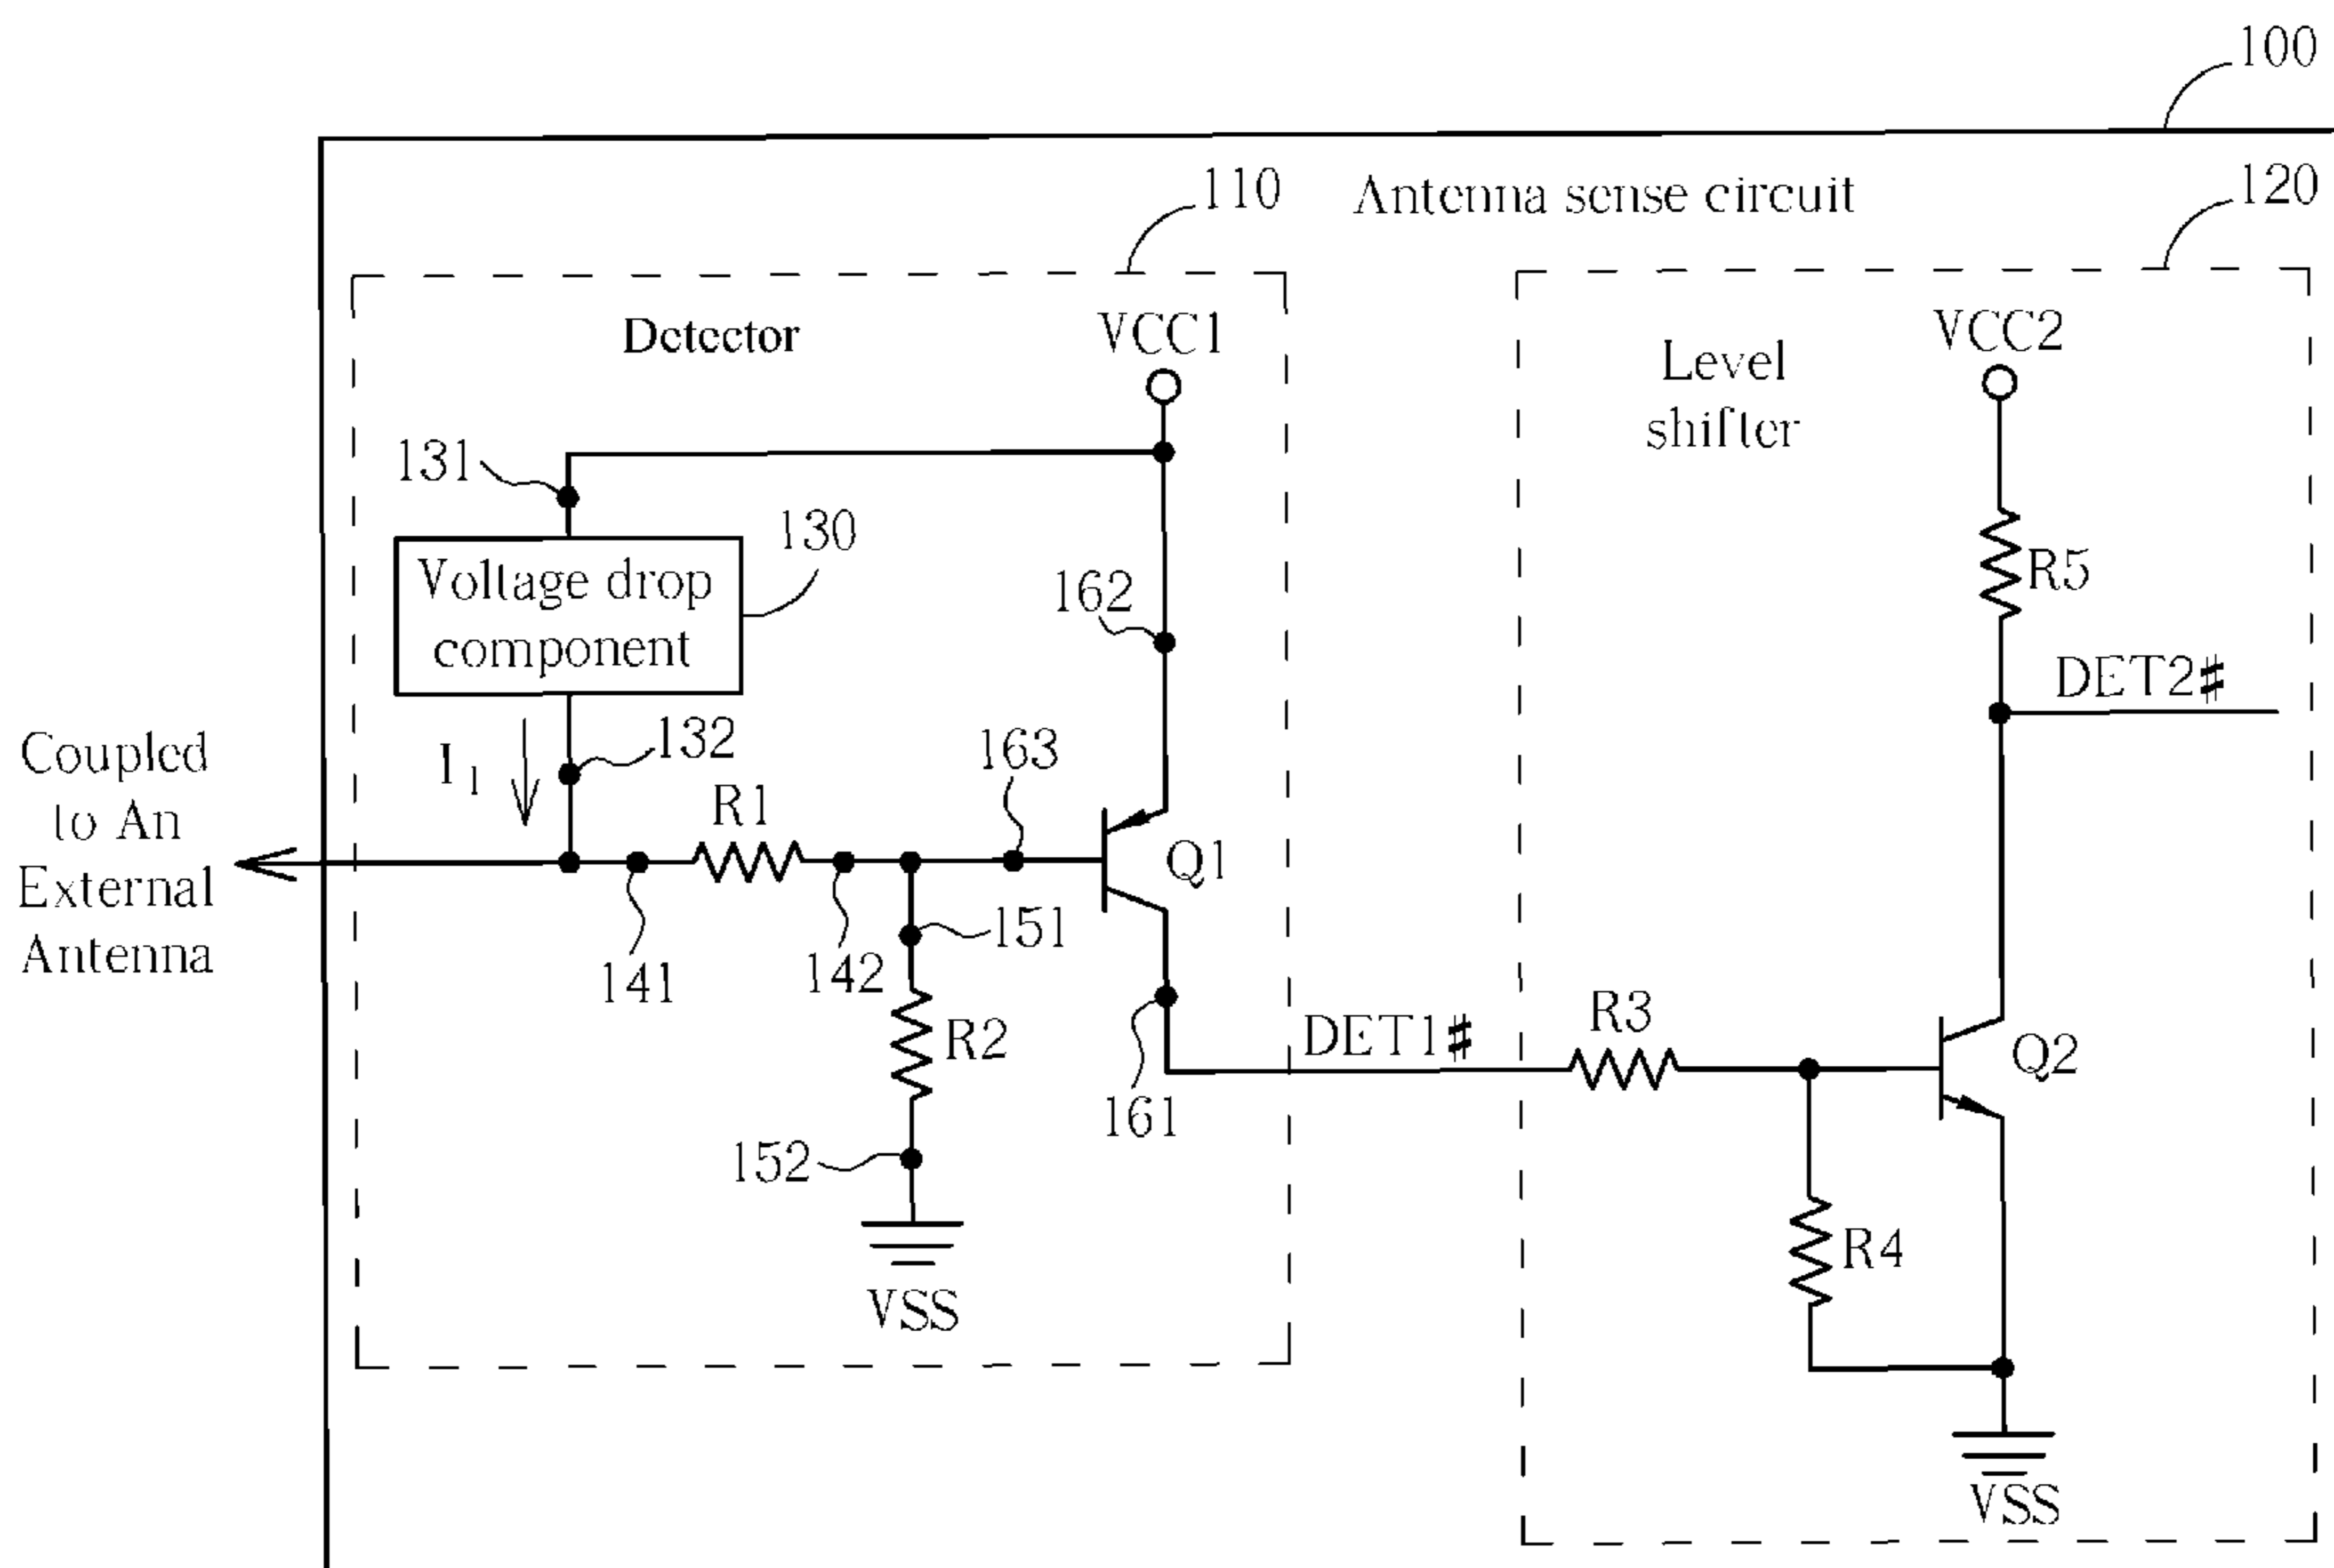 100
Antenna sense circuit
110
120
Detector
VCC1
Level
shifter
VCC2
131
130
Voltage drop
component
162
R5
DET2#
Coupled
to An
External
Antenna
I1
132
R1
163
Q1
141
142
151
R2
161
DET1#
R3
Q2
152
R4
VSS
VSS